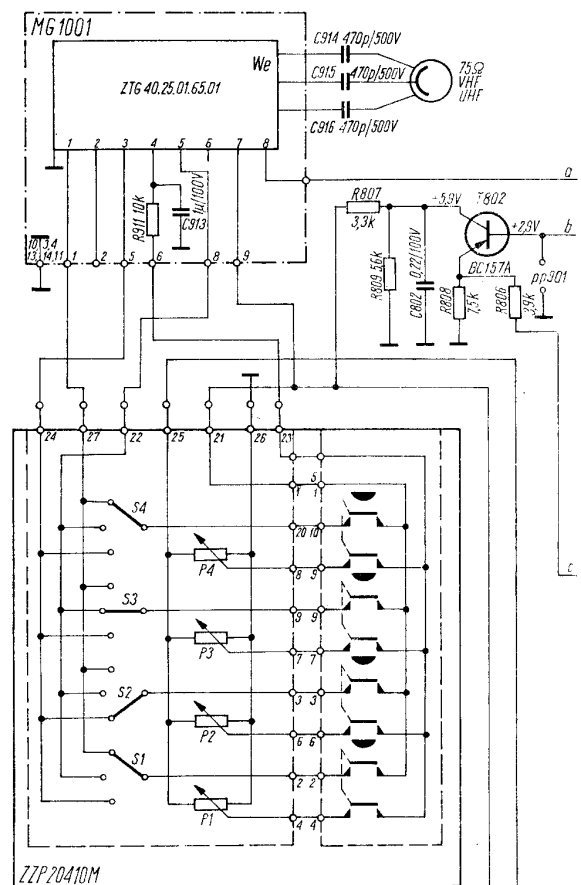 MG1001
C914 470p/500V
We
75Ω
VHF
UHF
ZTG 40.25.01.65.01
C915 470p/500V
C916 470p/500V
1 2 3 4 5 6 7 8
R911 10k
C913
1µ/100V
a
10 3,4
13 14,11
1 2 5 6 8 9
R807
3,3k
+5,9V
T802
+2,9V
b
R809 5,6k
C802
0,22/100V
BC157A
R808
7,5k
R806
3,9k
pp901
24 27 22 25 21 26 23
1
5
1
S4
20 10
P4
8 9
c
S3
9 9
P3
7 7
S2
3 3
P2
6 6
S1
2 2
P1
4 4
ZZP20410M